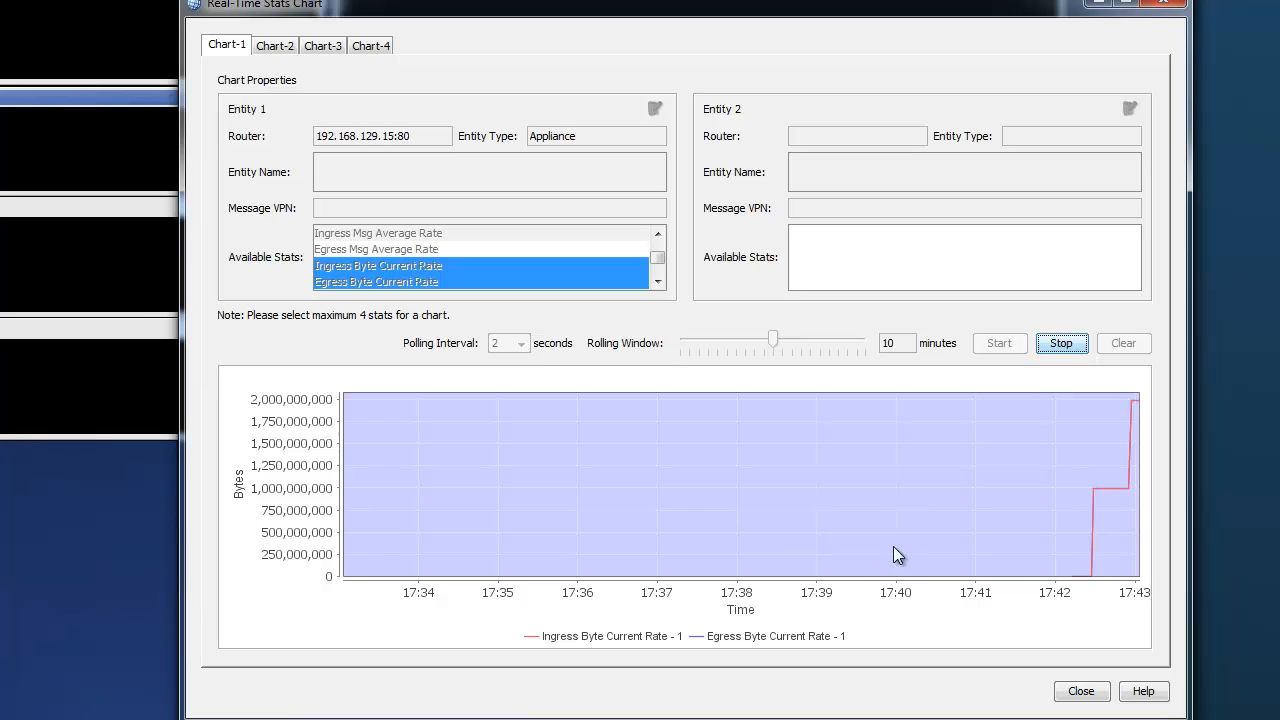 Real-Time Stats Chart
Chart-1 Chart-2 Chart-3 Chart-4
Chart Properties
Entity 1
Router: 192.168.129.15:80 Entity Type: Appliance
Entity Name:
Message VPN:
Available Stats:
Ingress Msg Average Rate
Egress Msg Average Rate
Ingress Byte Current Rate
Egress Byte Current Rate
Entity 2
Router: Entity Type:
Entity Name:
Message VPN:
Available Stats:
Note: Please select maximum 4 stats for a chart.
Polling Interval: 2 seconds Rolling Window: 10 minutes Start Stop Clear
Bytes
2,000,000,000
1,750,000,000
1,500,000,000
1,250,000,000
1,000,000,000
750,000,000
500,000,000
250,000,000
0
17:34 17:35 17:36 17:37 17:38 17:39 17:40 17:41 17:42 17:43
Time
Ingress Byte Current Rate - 1 Egress Byte Current Rate - 1
Close Help